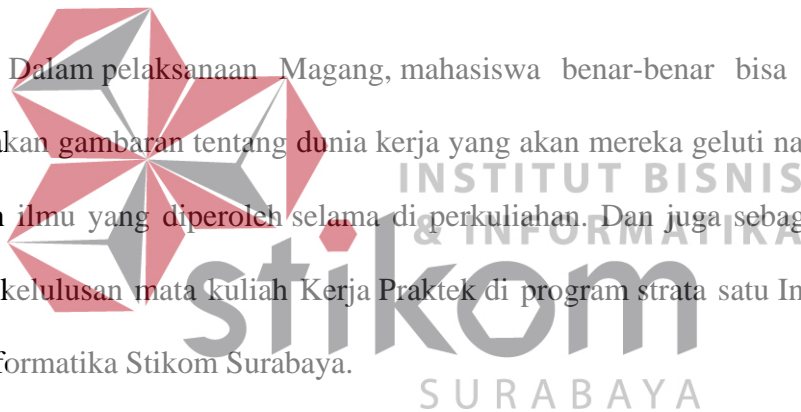 Dalam pelaksanaan Magang, mahasiswa benar-benar bisa
akan gambaran tentang dunia kerja yang akan mereka geluti na
INSTITUT BISNIS
ilmu yang diperoleh selama di perkuliahan. Dan juga sebag
& INFORMATIKA
stikom
kelulusan mata kuliah Kerja Praktek di program strata satu In
formatika Stikom Surabaya.
SURABAYA